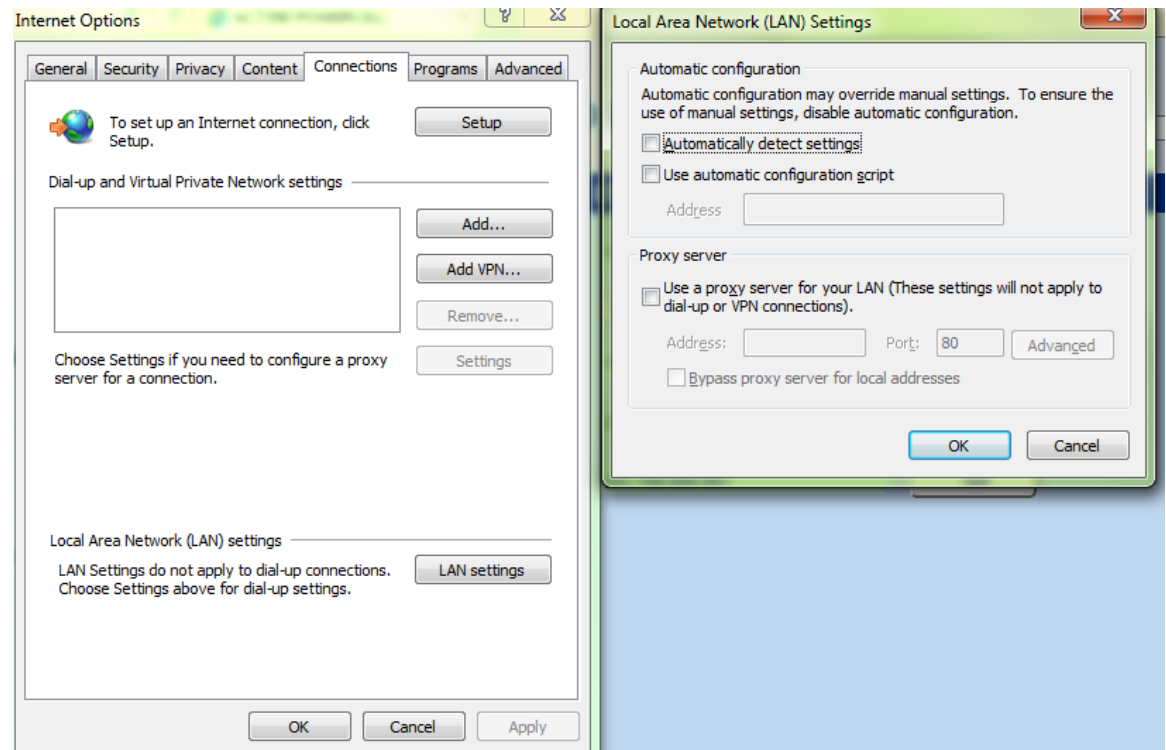 Internet Options
General Security Privacy Content Connections Programs Advanced
To set up an Internet connection, click
Setup.
Setup
Dial-up and Virtual Private Network settings
Add...
Add VPN...
Remove...
Choose Settings if you need to configure a proxy
server for a connection.
Settings
Local Area Network (LAN) settings
LAN Settings do not apply to dial-up connections.
Choose Settings above for dial-up settings.
LAN settings
OK Cancel Apply
Local Area Network (LAN) Settings
Automatic configuration
Automatic configuration may override manual settings. To ensure the
use of manual settings, disable automatic configuration.
Automatically detect settings
Use automatic configuration script
Address
Proxy server
Use a proxy server for your LAN (These settings will not apply to
dial-up or VPN connections).
Address: Port: 80 Advanced
Bypass proxy server for local addresses
OK Cancel